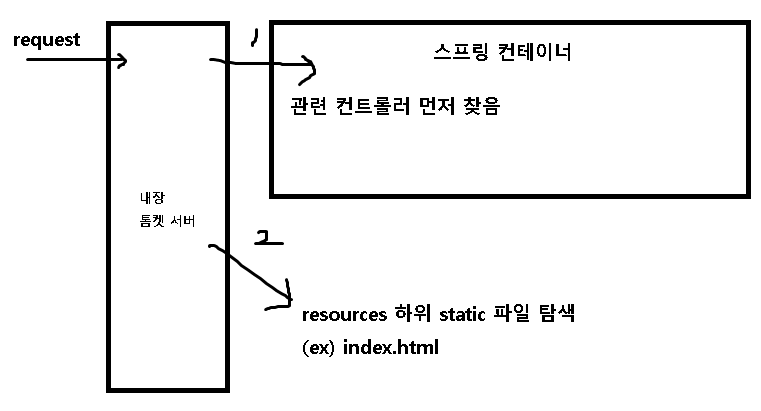 request
1
스프링 컨테이너
관련 컨트롤러 먼저 찾음
내장
톰켓 서버
2
resources 하위 static 파일 탐색
(ex) index.html